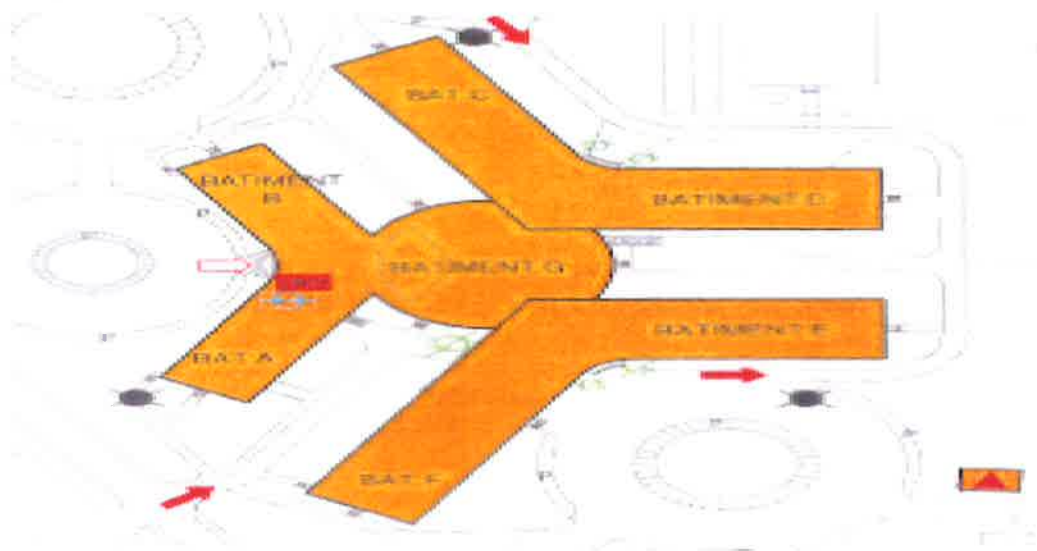 BAT C
BATIMENT
B
BATIMENT D
BATIMENT G
BATIMENT E
BAT A
BAT F
P
P
P